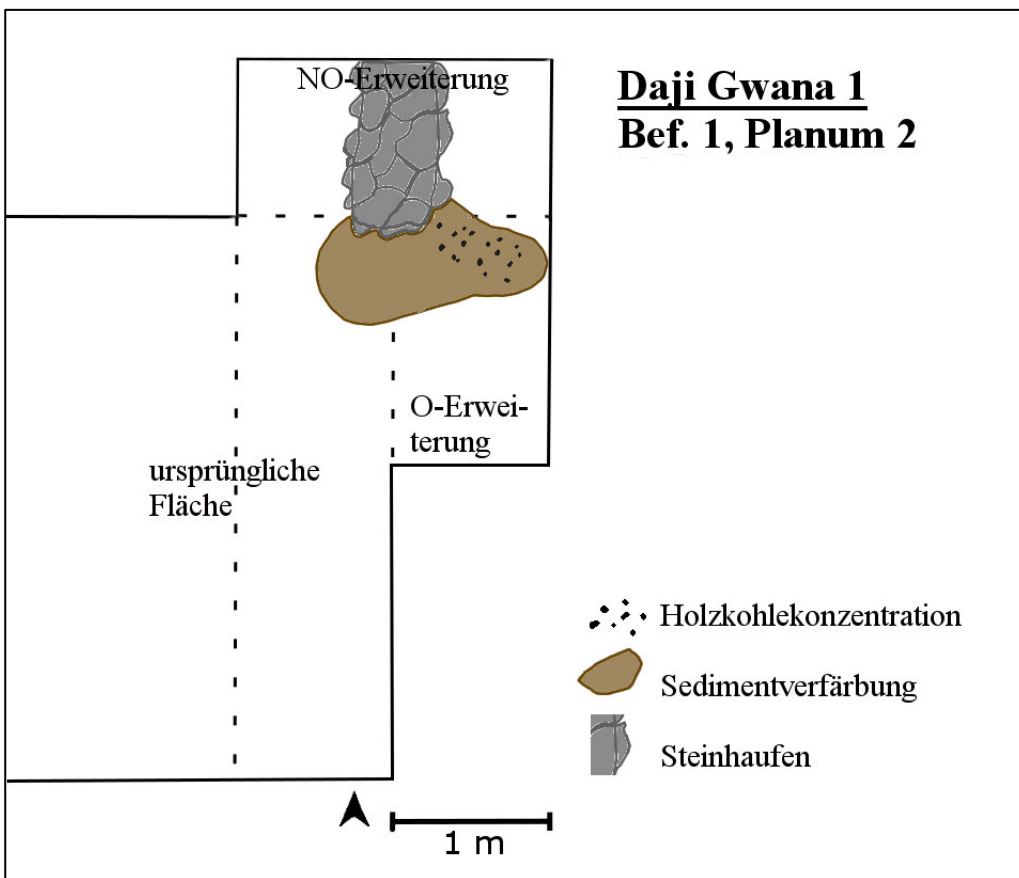 NO-Erweiterung
Daji Gwana 1
Bef. 1, Planum 2
O-Erwei-
terung
ursprüngliche
Fläche
Holzkohlekonzentration
Sedimentverfärbung
Steinhaufen
1 m